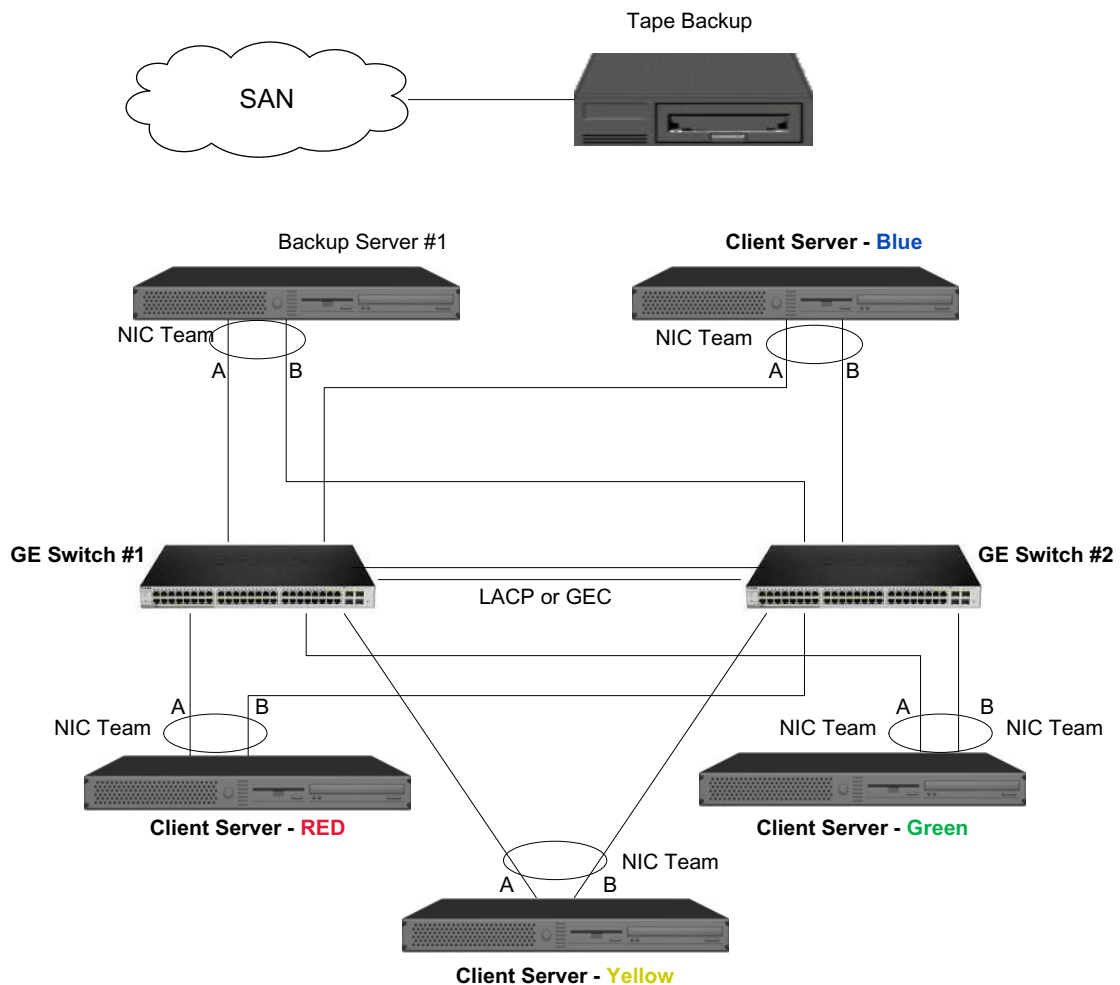 Tape Backup
SAN
Backup Server #1
Client Server - Blue
NIC Team
A
B
NIC Team
A
B
GE Switch #1
GE Switch #2
LACP or GEC
A
B
NIC Team
A
B
NIC Team
NIC Team
Client Server - RED
Client Server - Green
NIC Team
A
B
Client Server - Yellow